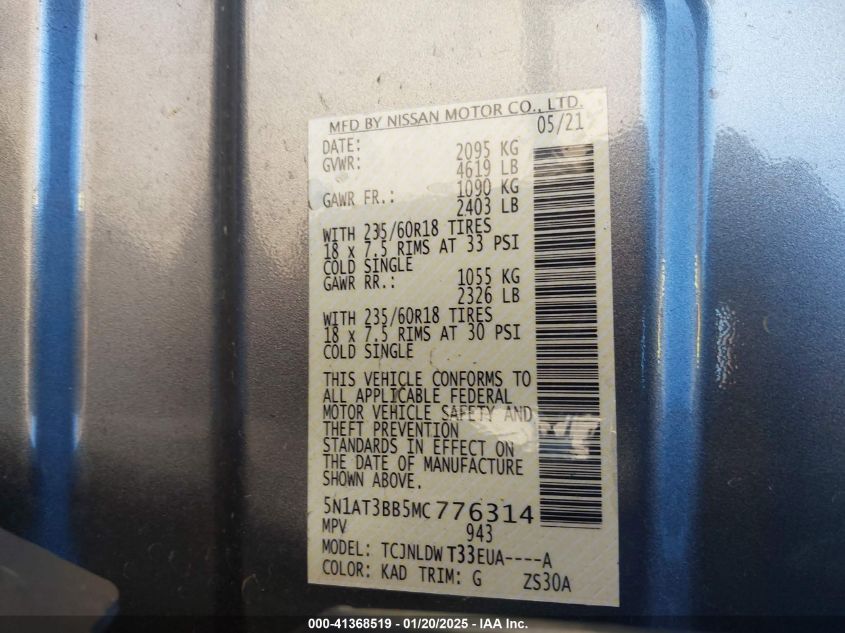 MFD BY NISSAN MOTOR CO., LTD.
DATE: 05/21
GVWR: 2095 KG
4619 LB
GAWR FR.: 1090 KG
2403 LB
WITH 235/60R18 TIRES
18 x 7.5 RIMS AT 33 PSI
COLD SINGLE
GAWR RR.: 1055 KG
2326 LB
WITH 235/60R18 TIRES
18 x 7.5 RIMS AT 30 PSI
COLD SINGLE
THIS VEHICLE CONFORMS TO
ALL APPLICABLE FEDERAL
MOTOR VEHICLE SAFETY AND
THEFT PREVENTION
STANDARDS IN EFFECT ON
THE DATE OF MANUFACTURE
SHOWN ABOVE.
5N1AT3BB5MC776314
MPV 943
MODEL: TCJNLDW T33EUA----A
COLOR: KAD TRIM: G ZS30A
000-41368519 | 01/20/2025 - IAA Inc.